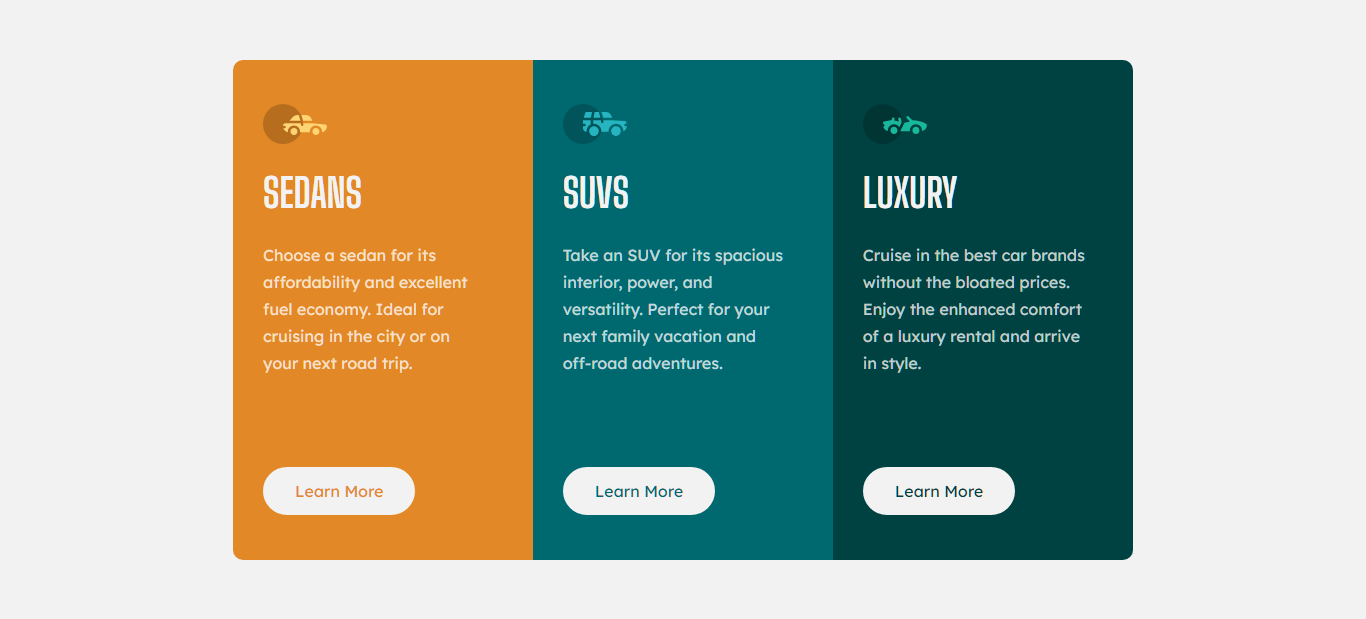 SEDANS
Choose a sedan for its
affordability and excellent
fuel economy. Ideal for
cruising in the city or on
your next road trip.
Learn More
SUVS
Take an SUV for its spacious
interior, power, and
versatility. Perfect for your
next family vacation and
off-road adventures.
Learn More
LUXURY
Cruise in the best car brands
without the bloated prices.
Enjoy the enhanced comfort
of a luxury rental and arrive
in style.
Learn More